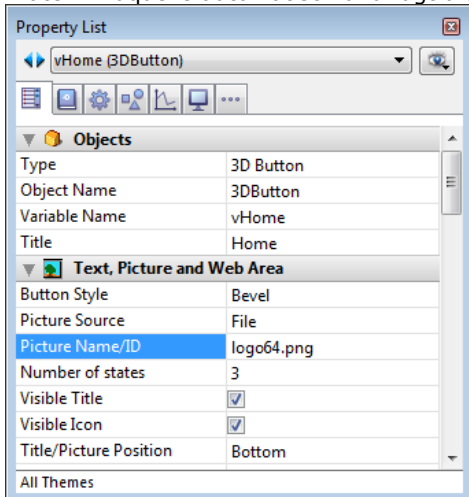 Property List
vHome (3DButton)
Objects
Type 3D Button
Object Name 3DButton
Variable Name vHome
Title Home
Text, Picture and Web Area
Button Style Bevel
Picture Source File
Picture Name/ID logo64.png
Number of states 3
Visible Title
Visible Icon
Title/Picture Position Bottom
All Themes